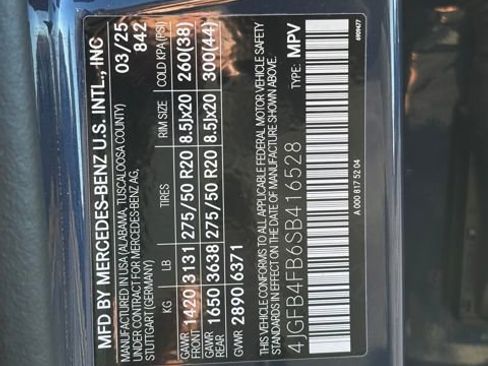 MFD BY MERCEDES-BENZ U.S. INTL., INC
MANUFACTURED IN USA (ALABAMA, TUSCALOOSA COUNTY)
UNDER CONTRACT FOR MERCEDES-BENZ AG,
STUTTGART (GERMANY)
03/25
842
KG LB TIRES RIM SIZE COLD KPA (PSI)
GAWR FRONT 1420 3131 275/50 R20 8.5Jx20 260(38)
GAWR REAR 1650 3638 275/50 R20 8.5Jx20 300(44)
GVWR 2890 6371
THIS VEHICLE CONFORMS TO ALL APPLICABLE FEDERAL MOTOR VEHICLE SAFETY
STANDARDS IN EFFECT ON THE DATE OF MANUFACTURE SHOWN ABOVE.
4JGFB4FB6SB416528 TYPE: MPV
A 000 817 52 04